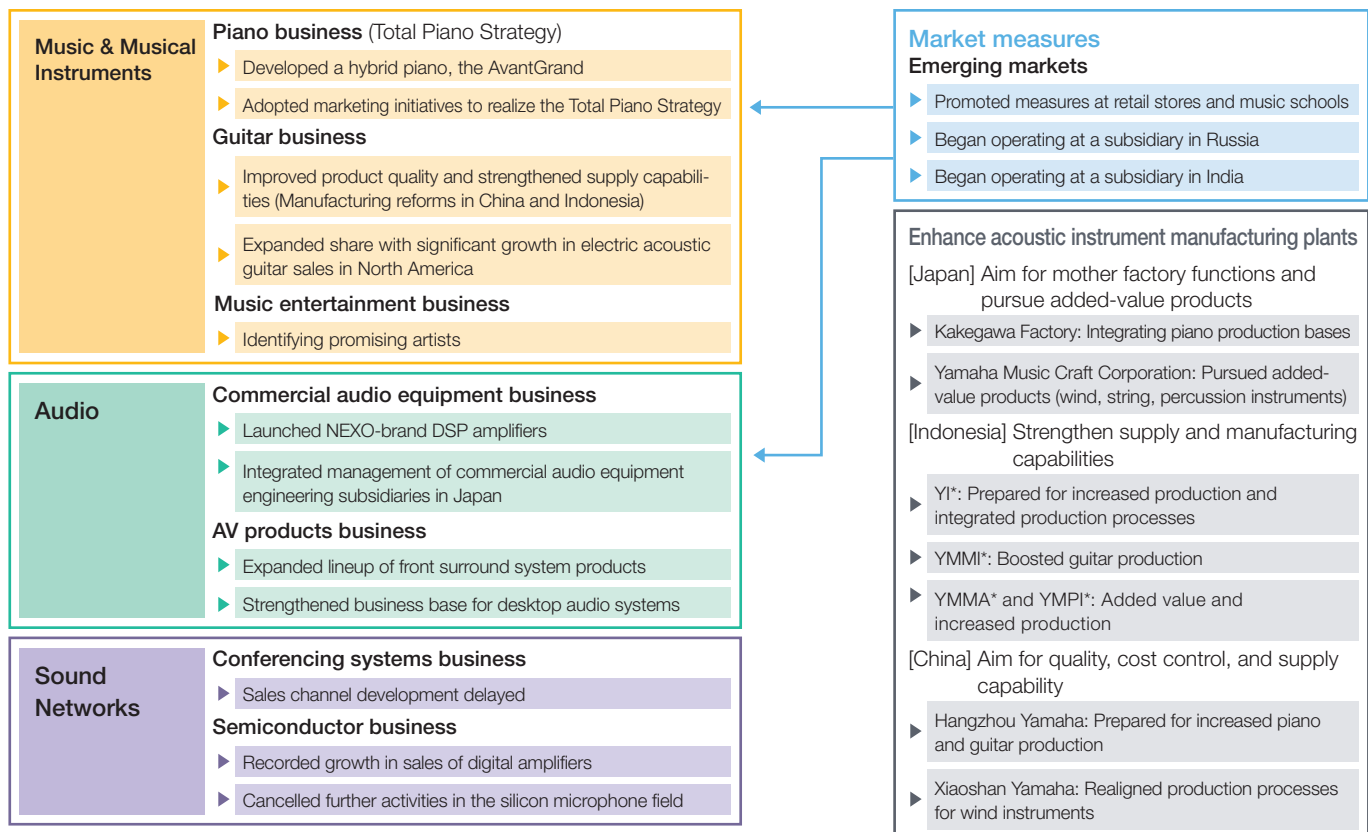 Music & Musical
Instruments
Piano business (Total Piano Strategy)
Developed a hybrid piano, the AvantGrand
Adopted marketing initiatives to realize the Total Piano Strategy
Guitar business
Improved product quality and strengthened supply capabili-
ties (Manufacturing reforms in China and Indonesia)
Expanded share with significant growth in electric acoustic
guitar sales in North America
Music entertainment business
Identifying promising artists
Audio
Commercial audio equipment business
Launched NEXO-brand DSP amplifiers
Integrated management of commercial audio equipment
engineering subsidiaries in Japan
AV products business
Expanded lineup of front surround system products
Strengthened business base for desktop audio systems
Sound
Networks
Conferencing systems business
Sales channel development delayed
Semiconductor business
Recorded growth in sales of digital amplifiers
Cancelled further activities in the silicon microphone field
Market measures
Emerging markets
Promoted measures at retail stores and music schools
Began operating at a subsidiary in Russia
Began operating at a subsidiary in India
Enhance acoustic instrument manufacturing plants
[Japan] Aim for mother factory functions and
pursue added-value products
Kakegawa Factory: Integrating piano production bases
Yamaha Music Craft Corporation: Pursued added-
value products (wind, string, percussion instruments)
[Indonesia] Strengthen supply and manufacturing
capabilities
YI*: Prepared for increased production and
integrated production processes
YMMI*: Boosted guitar production
YMMA* and YMPI*: Added value and
increased production
[China] Aim for quality, cost control, and supply
capability
Hangzhou Yamaha: Prepared for increased piano
and guitar production
Xiaoshan Yamaha: Realigned production processes
for wind instruments